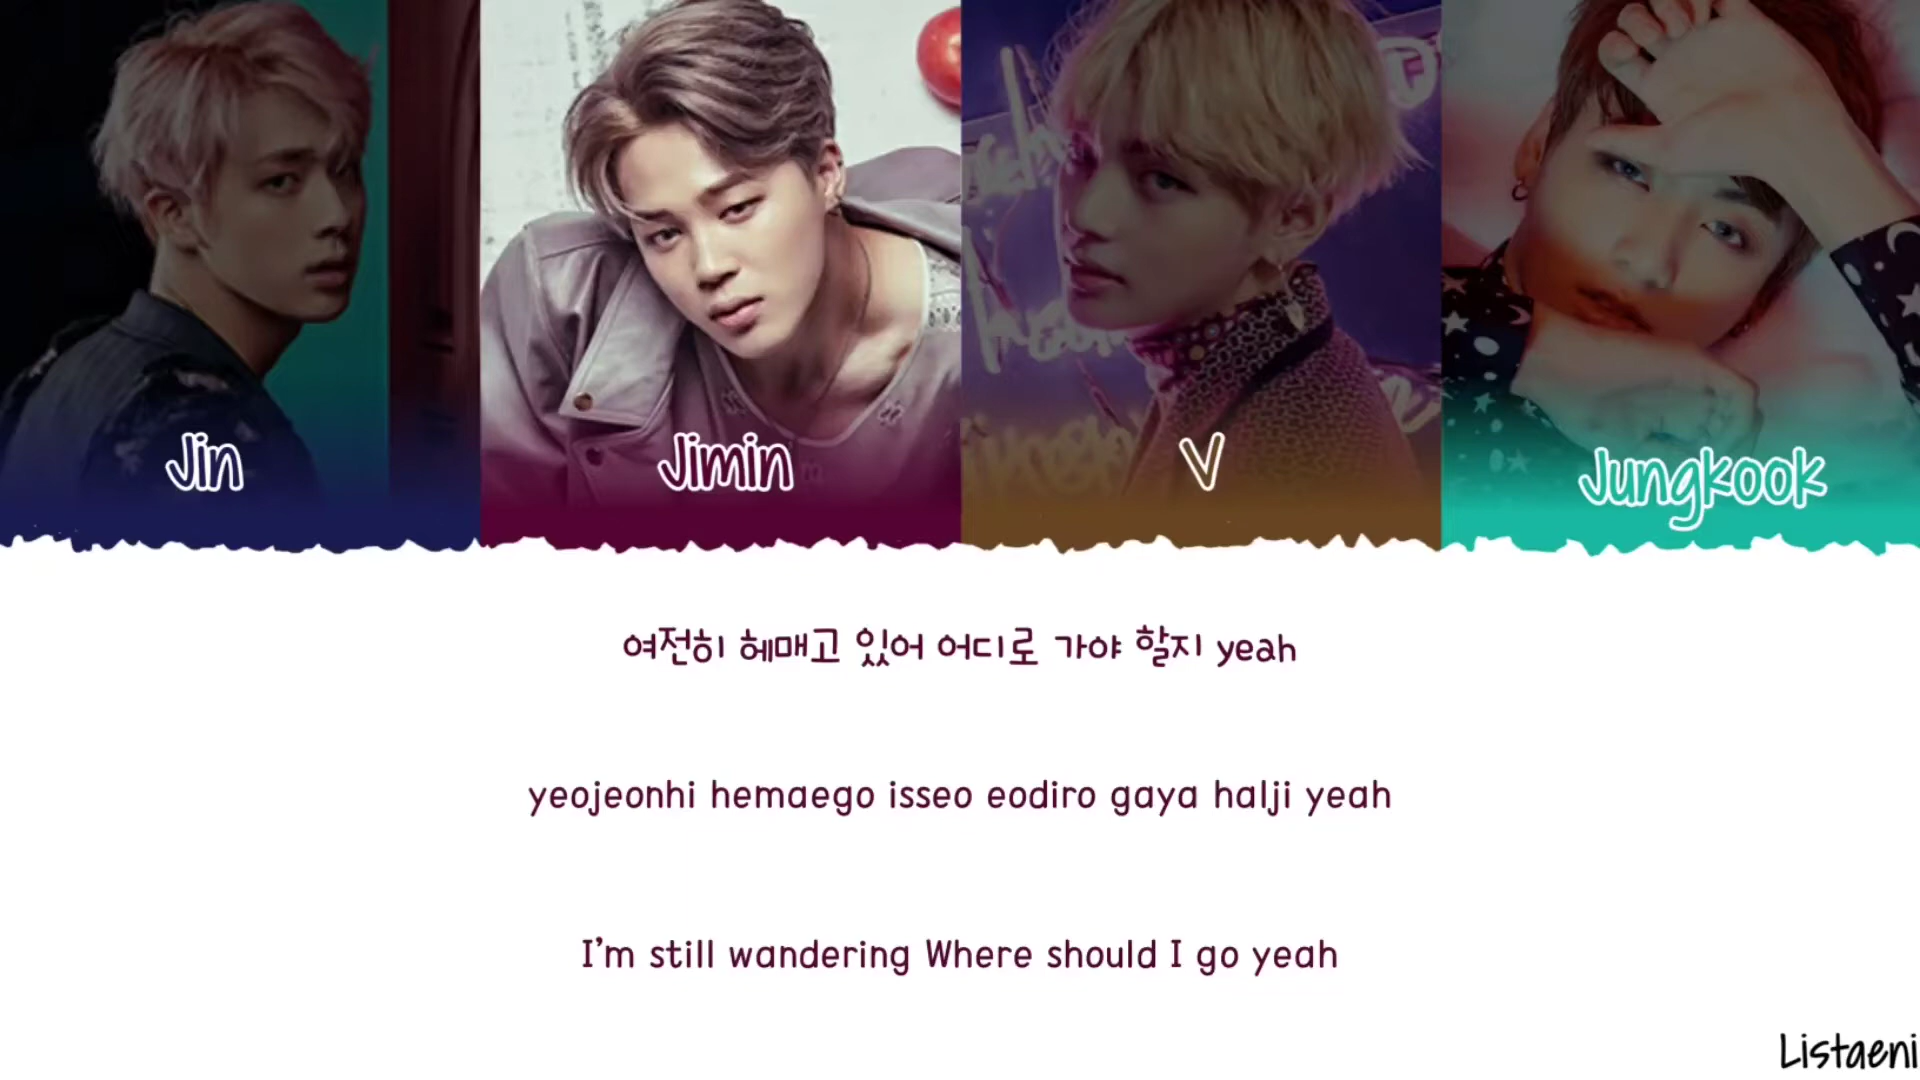 Jin
Jimin
V
Jungkook
여전히 헤매고 있어 어디로 가야 할지 yeah
yeojeonhi hemaego isseo eodiro gaya halji yeah
I'm still wandering Where should I go yeah
Listaeni